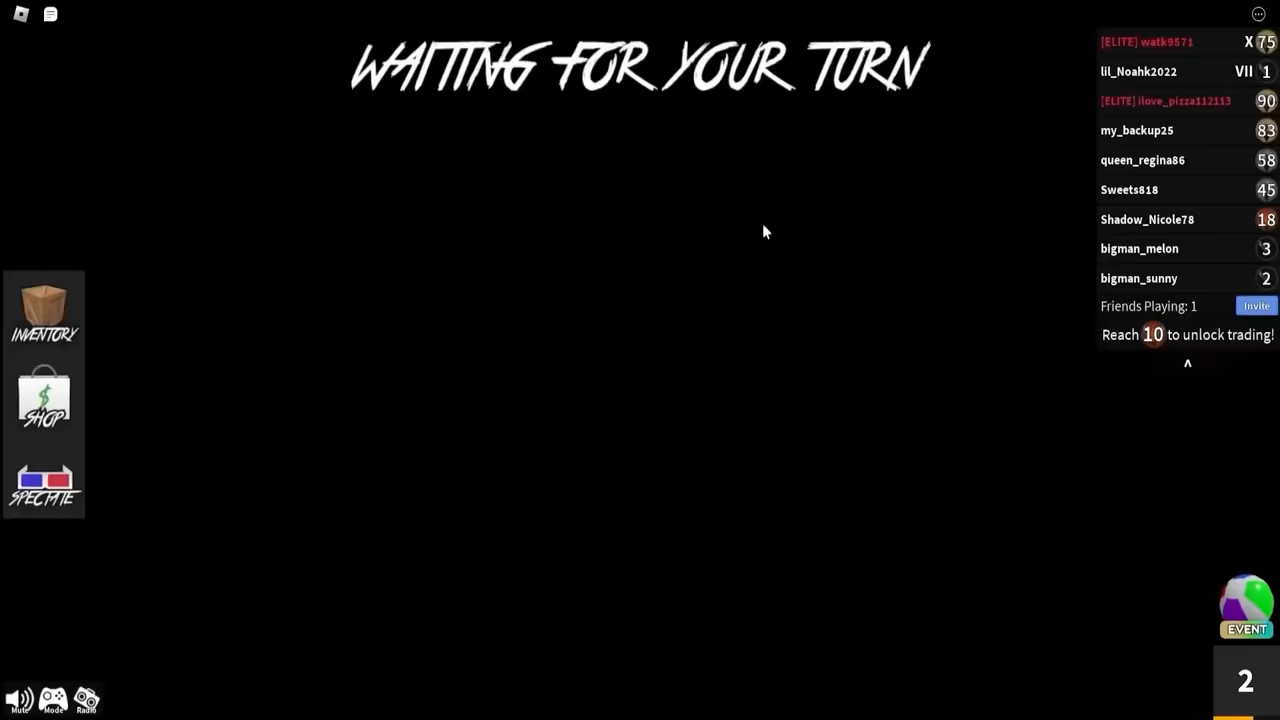 WAITING FOR YOUR TURN
[ELITE] watk9571 X 75
lil_Noahk2022 VII 1
[ELITE] ilove_pizza112113 90
my_backup25 83
queen_regina86 58
Sweets818 45
Shadow_Nicole78 18
bigman_melon 3
bigman_sunny 2
Friends Playing: 1 Invite
Reach 10 to unlock trading!
INVENTORY
$
SHOP
SPECTATE
EVENT
2
Mute Mode Radio